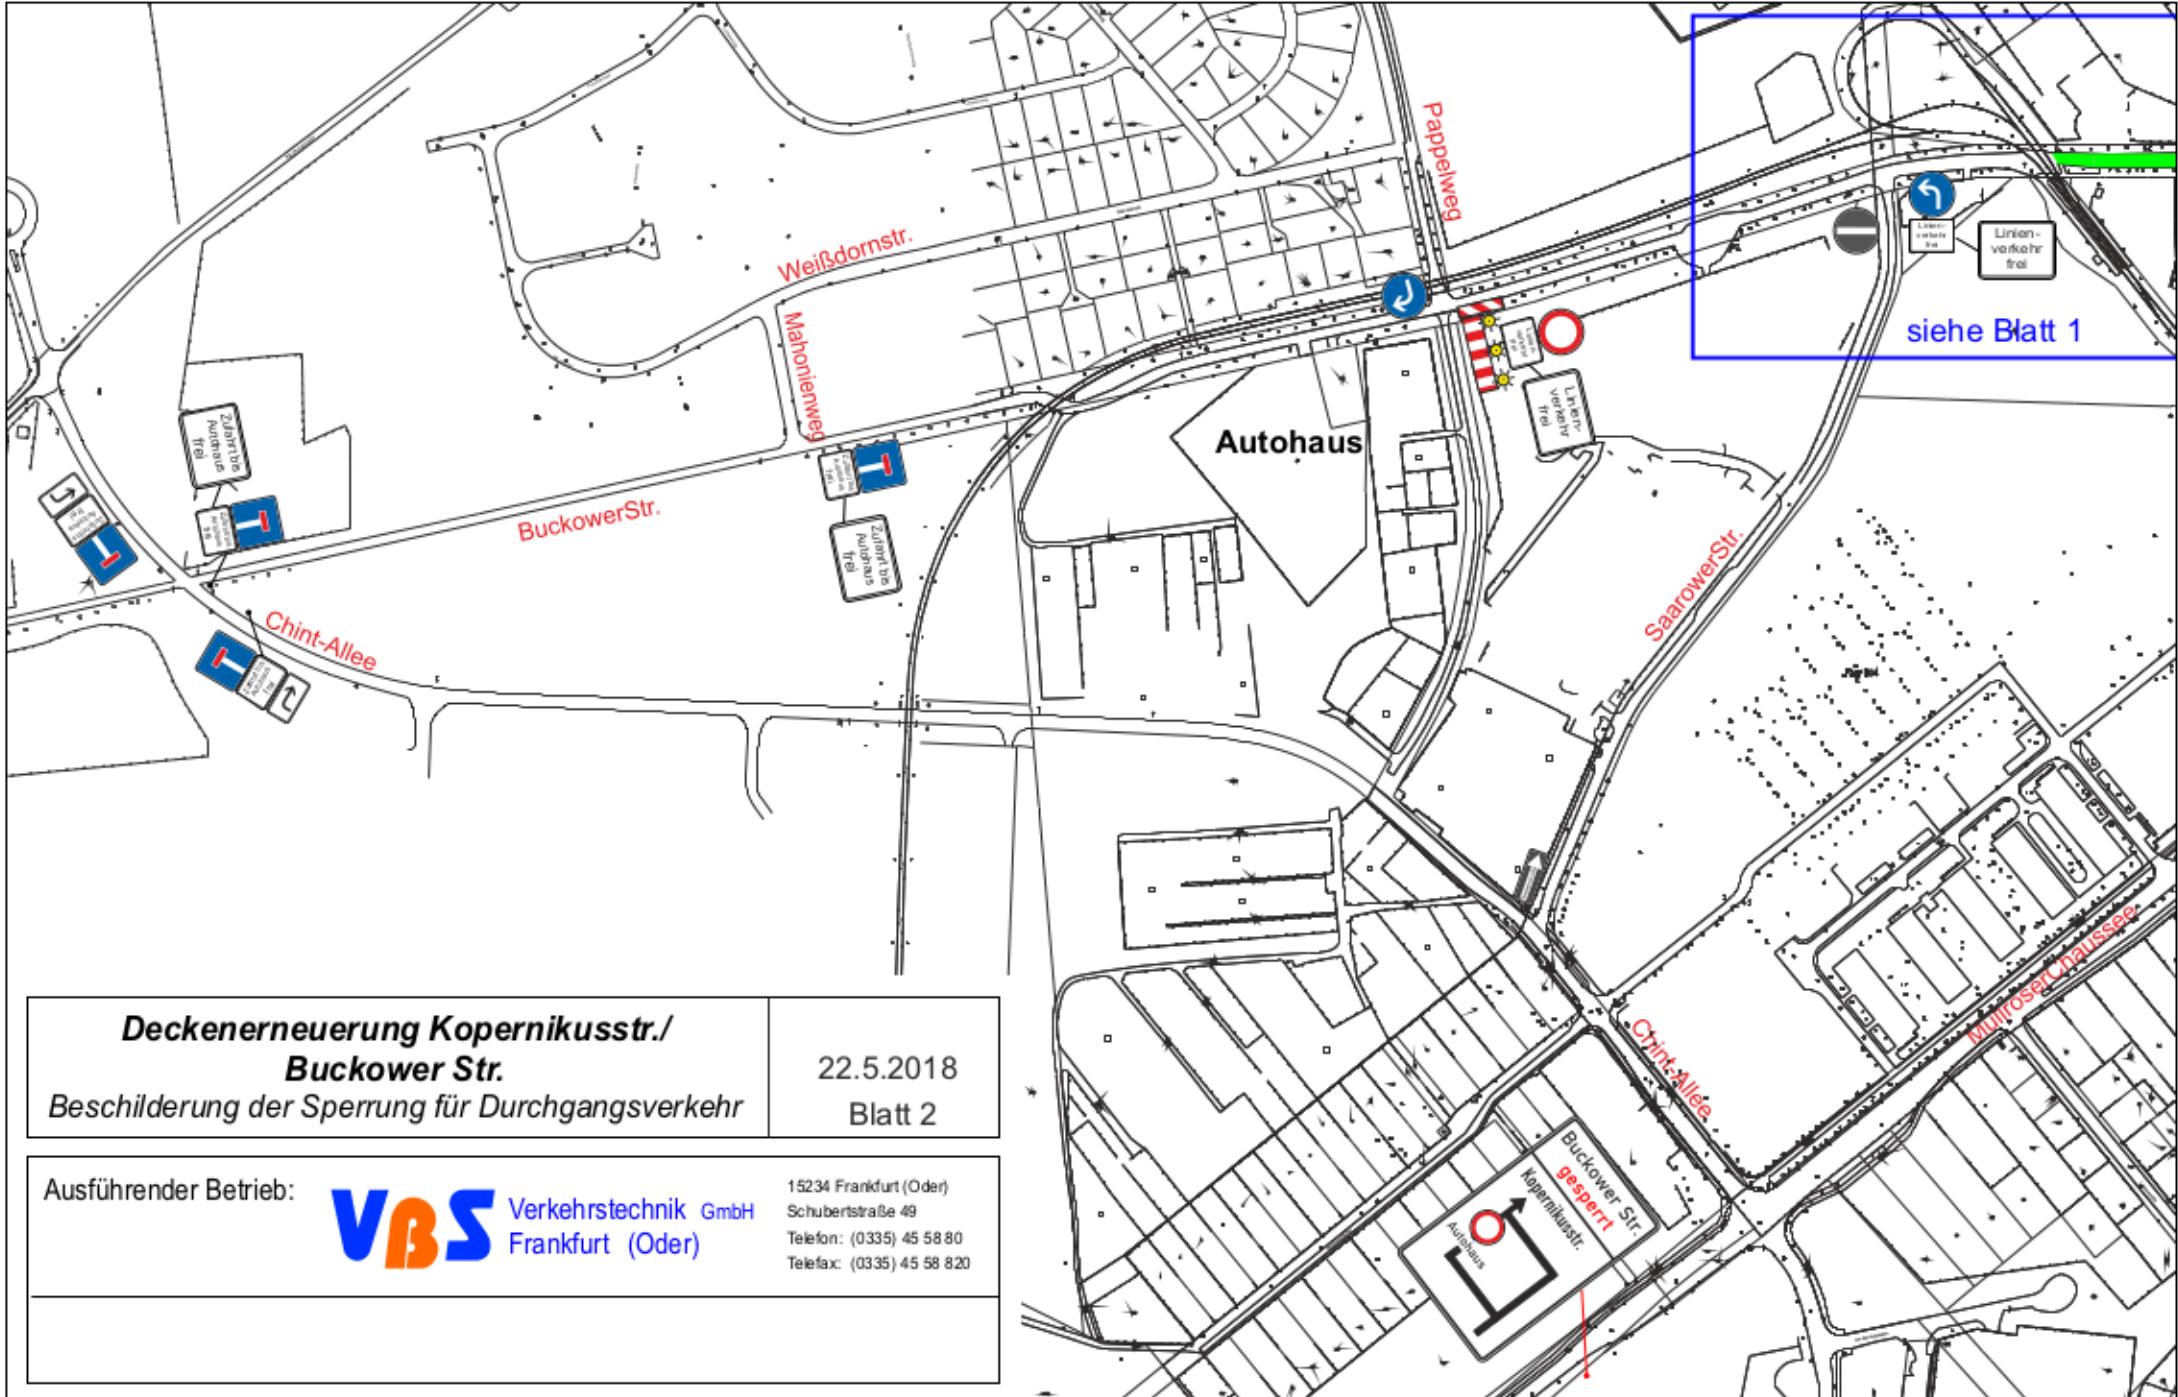 Pappelweg
Weißdornstr.
Mahonienweg
BuckowerStr.
Chint-Allee
Autohaus
SaarowerStr.
siehe Blatt 1
Linien-
verkehr
frei
Linien-
verkehr
frei
Linien-
verkehr
frei
Zufahrt bis
Autohaus
frei
Zufahrt bis
Autohaus
frei
Chint-Allee
MüllroserChaussee
Buckower Str.
gesperrt
Kopernikusstr.
Autohaus
Deckenerneuerung Kopernikusstr./
Buckower Str.
Beschilderung der Sperrung für Durchgangsverkehr
22.5.2018
Blatt 2
Ausführender Betrieb:
VBS
Verkehrstechnik GmbH
Frankfurt (Oder)
15234 Frankfurt (Oder)
Schubertstraße 49
Telefon: (0335) 45 58 80
Telefax: (0335) 45 58 820